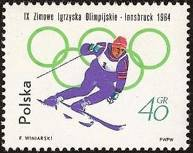 IX Zimowe Igrzyska Olimpijskie - Innsbruck 1964
Polska
40 GR
F. WINIARSKI
PWPW